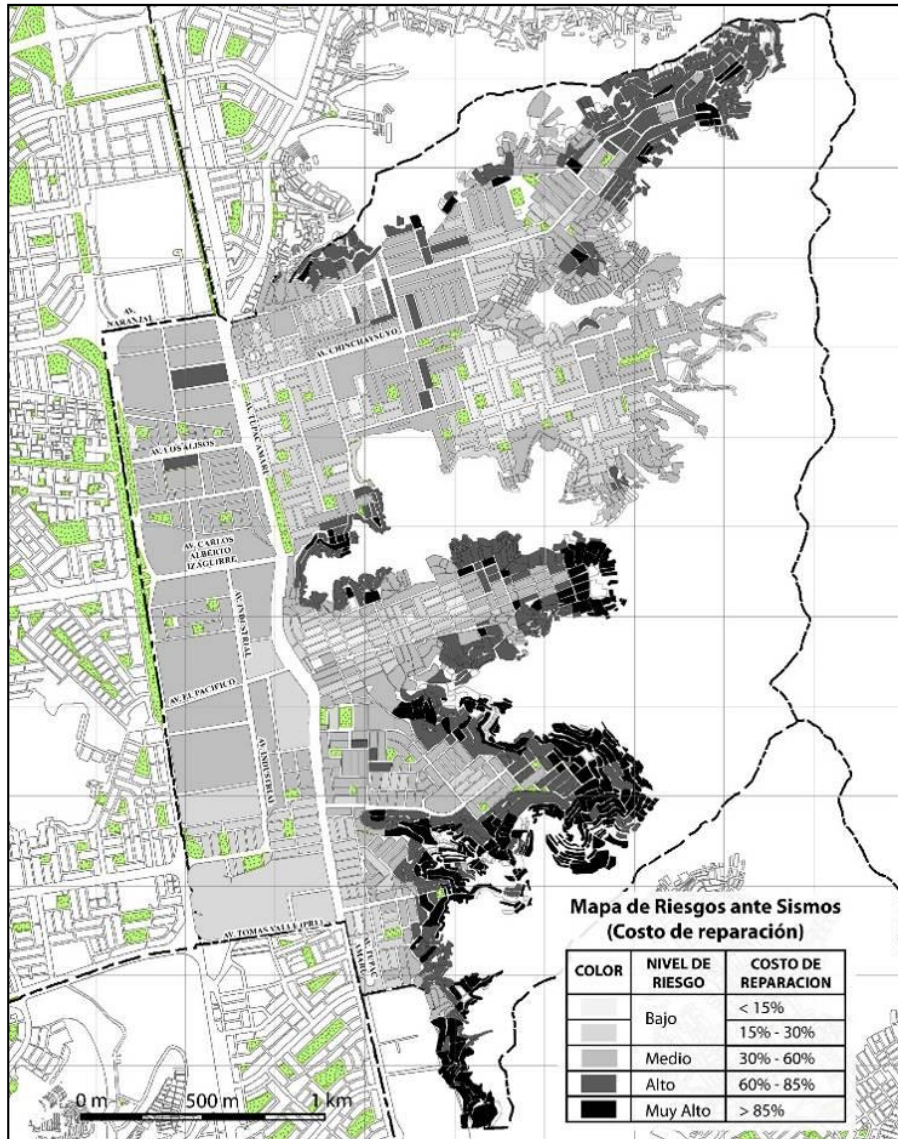 AV.
NARANJAL
AV. CHINCHAYSUYO
AV. TUPAC AMARU
AV. LOS ALISOS
AV. CARLOS
ALBERTO
IZAGUIRRE
AV. INDUSTRIAL
AV. EL PACIFICO
AV. INDUSTRIAL
AV. TOMAS VALLE (PRL.)
AV. TUPAC
AMARU
Mapa de Riesgos ante Sismos
(Costo de reparación)
COLOR NIVEL DE RIESGO COSTO DE REPARACION
Bajo < 15%
15% - 30%
Medio 30% - 60%
Alto 60% - 85%
Muy Alto > 85%
0 m 500 m 1 km